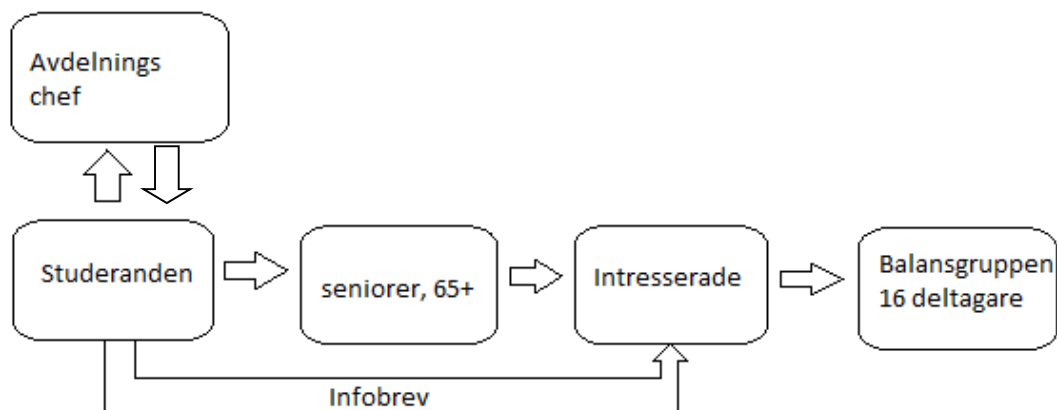 Avdelnings
chef
Studeranden
seniorer, 65+
Intresserade
Balansgruppen
16 deltagare
Infobrev